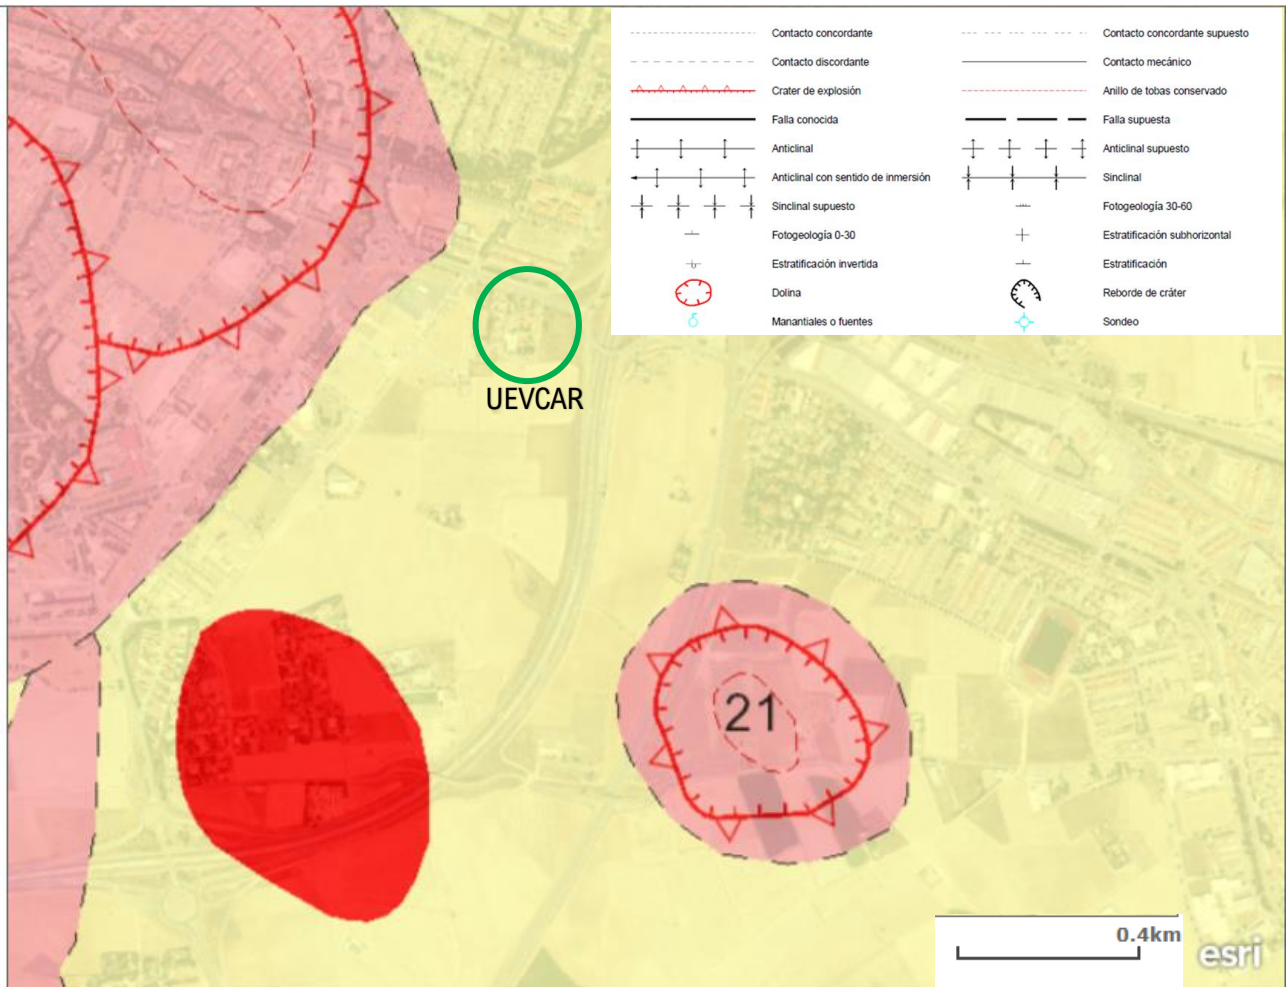 Contacto concordante
Contacto concordante supuesto
Contacto discordante
Contacto mecánico
Crater de explosión
Anillo de tobas conservado
Falla conocida
Falla supuesta
Anticlinal
Anticlinal supuesto
Anticlinal con sentido de inmersión
Sinclinal
Sinclinal supuesto
Fotogeología 30-60
Fotogeología 0-30
Estratificación subhorizontal
Estratificación invertida
Estratificación
Dolina
Reborde de cráter
Manantiales o fuentes
Sondeo
UEVCAR
21
0.4km
esri